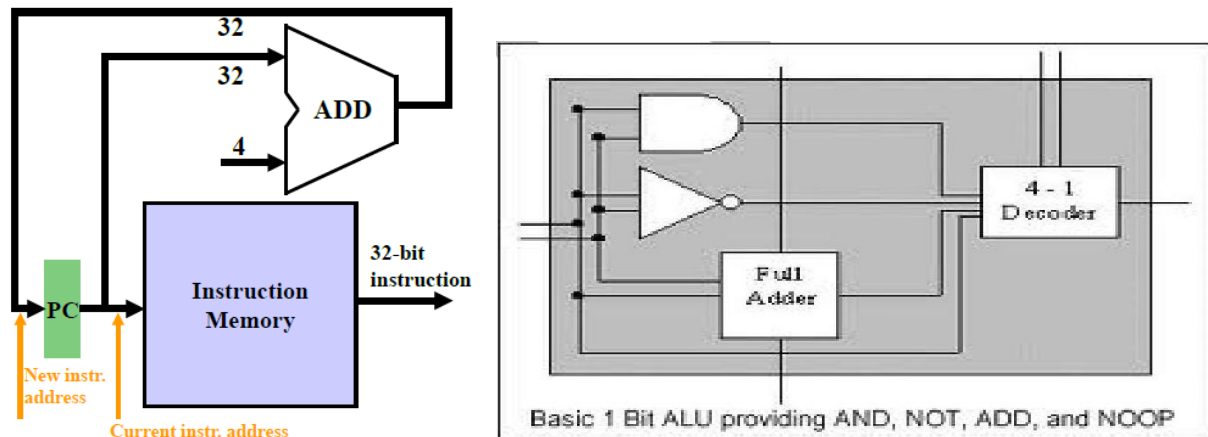 32
32
ADD
4
32-bit
instruction
Instruction
Memory
PC
New instr.
address
Current instr. address
4 - 1
Decoder
Full
Adder
Basic 1 Bit ALU providing AND, NOT, ADD, and NOOP